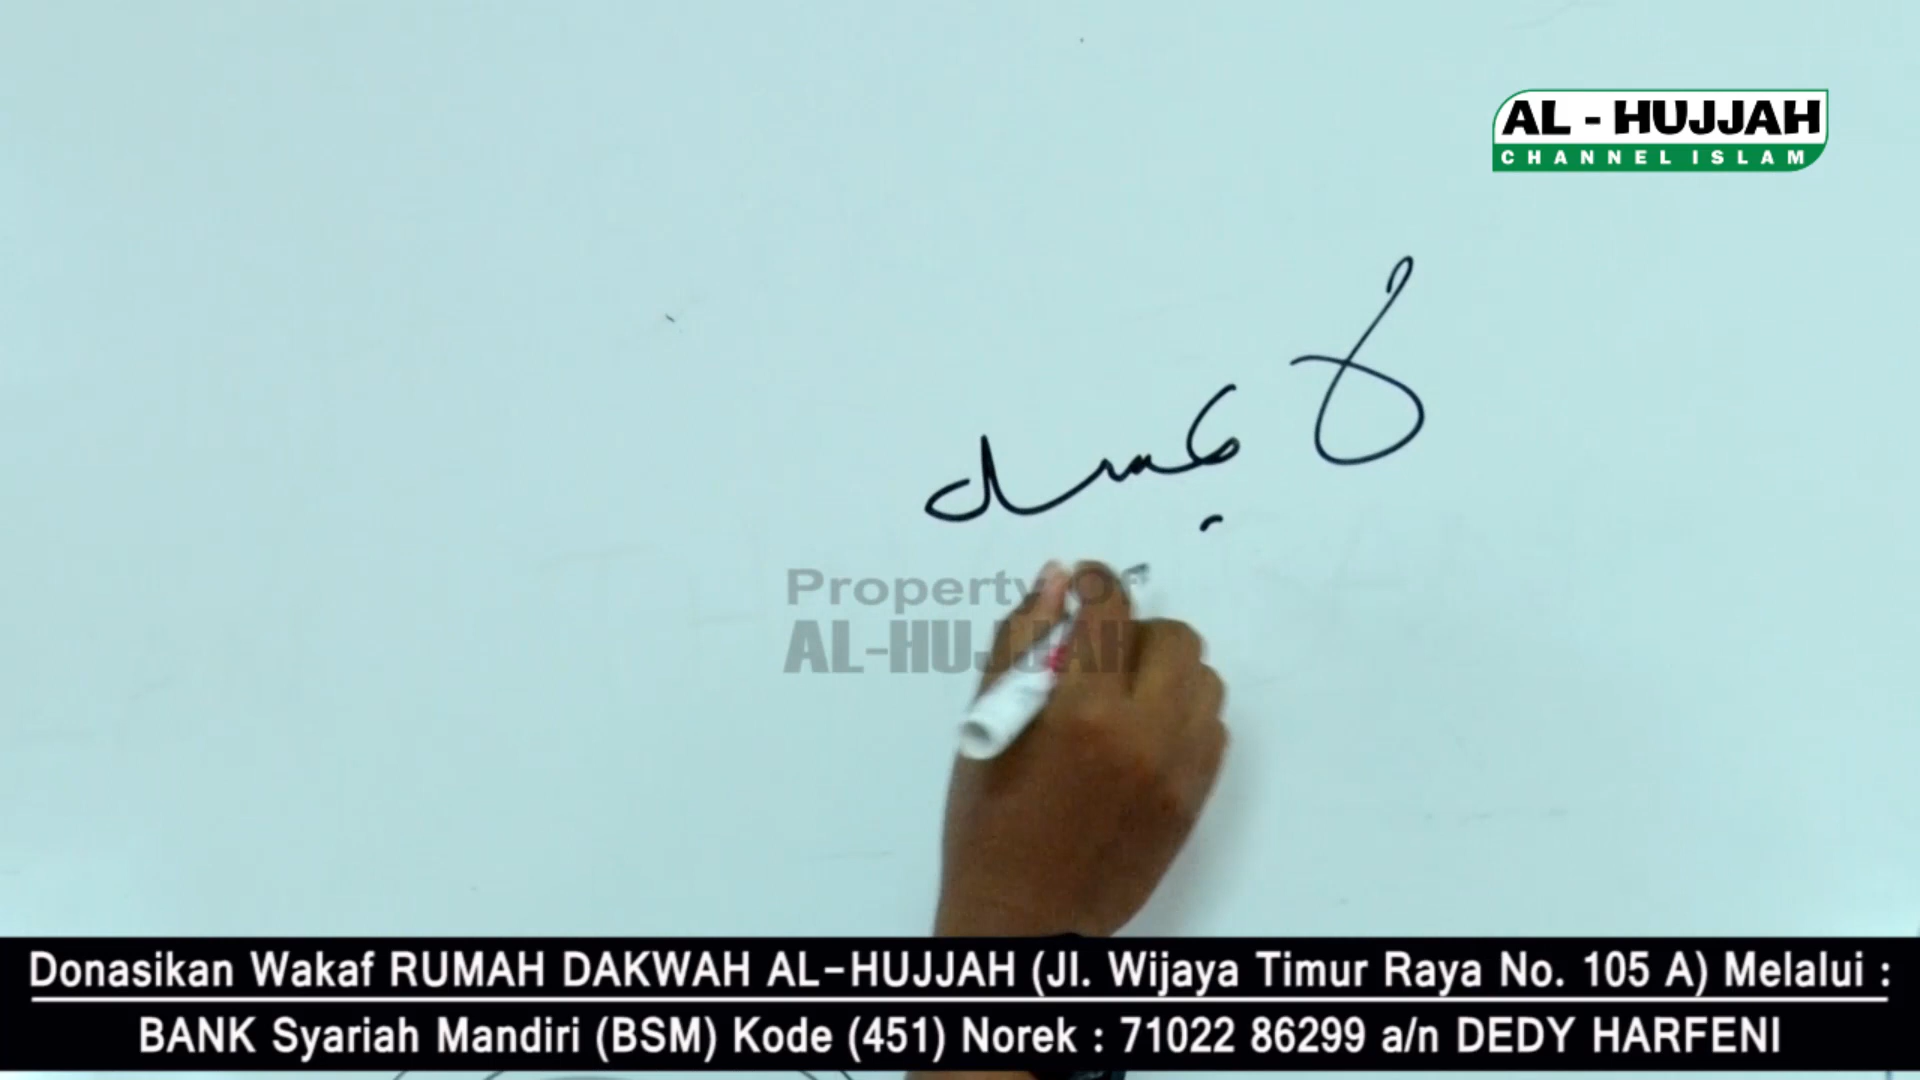 AL - HUJJAH
CHANNEL ISLAM
لا
Property Of
AL-HUJJAH
Donasikan Wakaf RUMAH DAKWAH AL-HUJJAH (Jl. Wijaya Timur Raya No. 105 A) Melalui :
BANK Syariah Mandiri (BSM) Kode (451) Norek : 71022 86299 a/n DEDY HARFENI